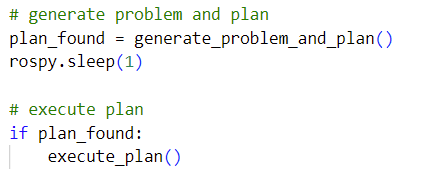 # generate problem and plan
plan_found = generate_problem_and_plan()
rospy.sleep(1)

# execute plan
if plan_found:
    execute_plan()